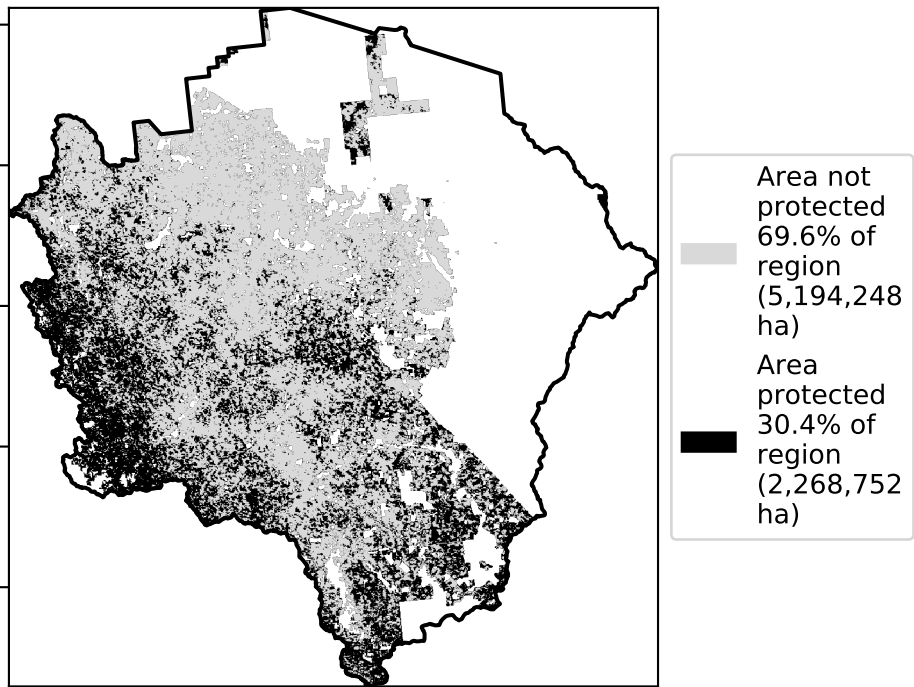 Area not
protected
69.6% of
region
(5,194,248
ha)
Area
protected
30.4% of
region
(2,268,752
ha)